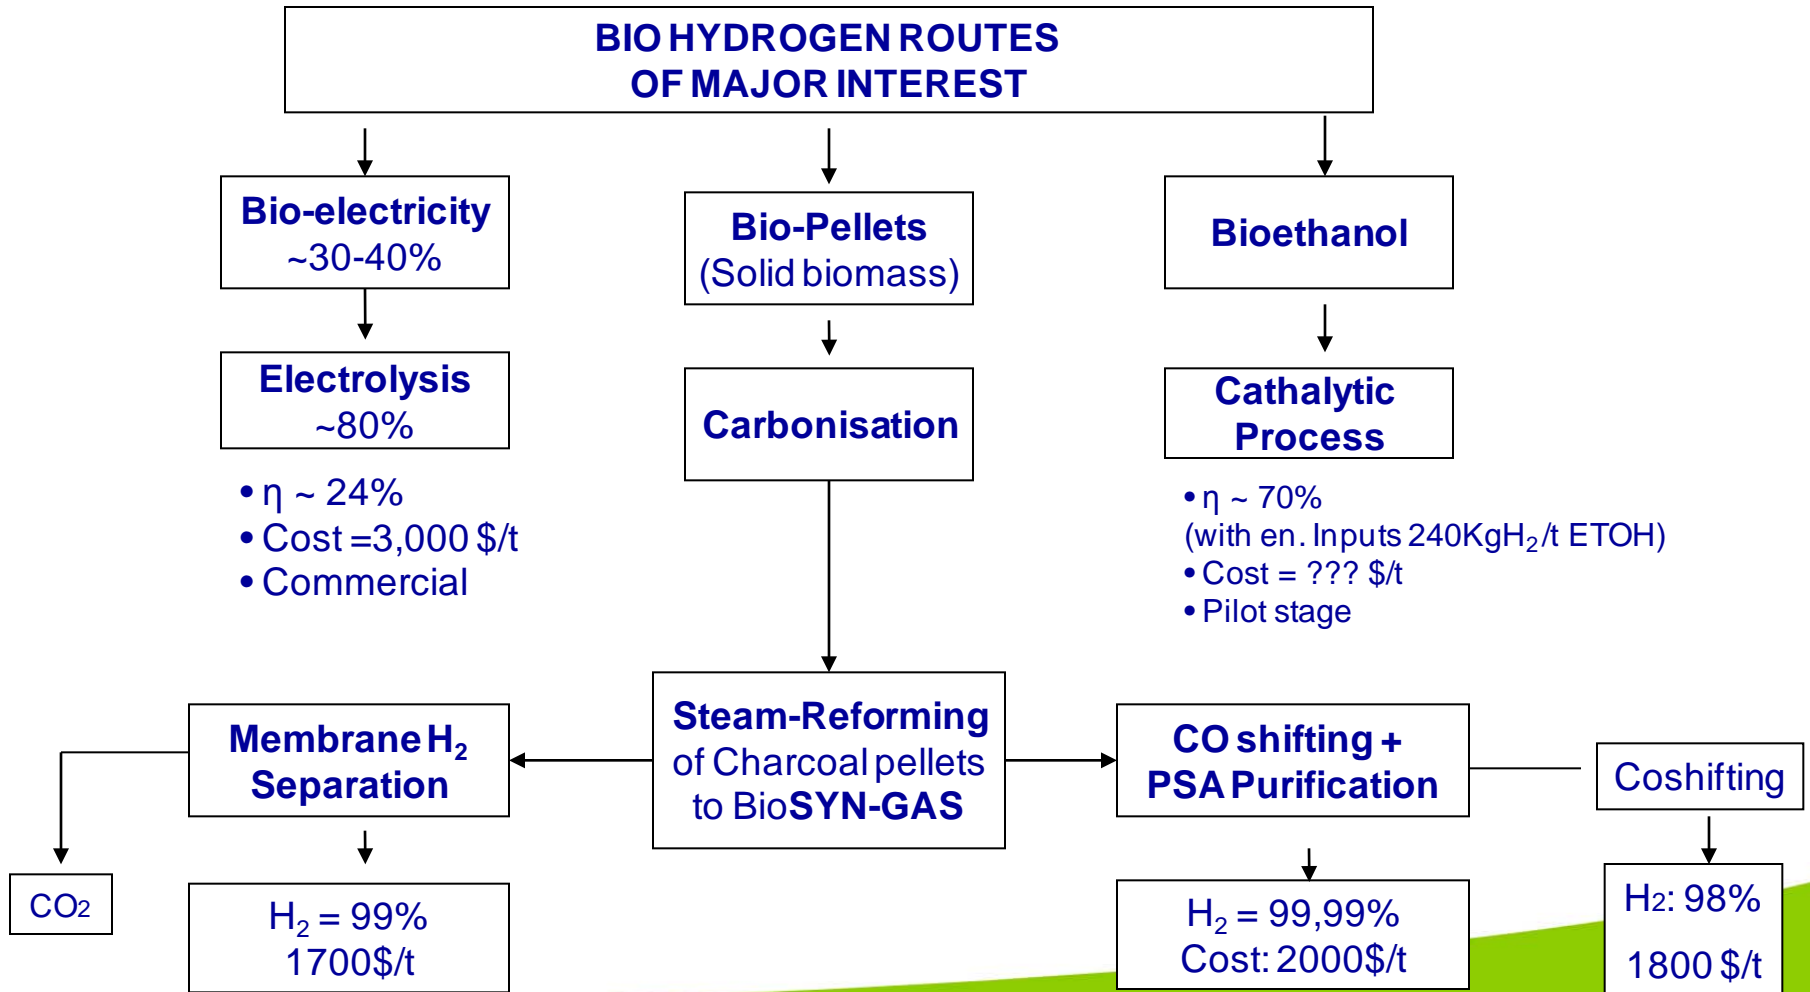 BIO HYDROGEN ROUTES
OF MAJOR INTEREST
Bio-electricity
~30-40%
Bio-Pellets
(Solid biomass)
Bioethanol
Electrolysis
~80%
Carbonisation
Cathalytic
Process
• η ~ 24%
• Cost =3,000 $/t
• Commercial
• η ~ 70%
(with en. Inputs 240KgH₂/t ETOH)
• Cost = ??? $/t
• Pilot stage
Membrane H₂
Separation
Steam-Reforming
of Charcoal pellets
to BioSYN-GAS
CO shifting +
PSA Purification
Coshifting
CO2
H₂ = 99%
1700$/t
H₂ = 99,99%
Cost: 2000$/t
H2: 98%
1800 $/t